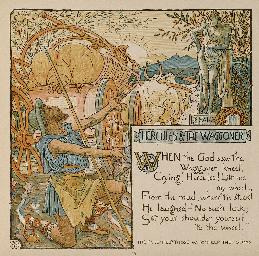 HERCULES & THE WAGGONER
WHEN the God saw the
Waggoner kneel,
Crying, "Hercules! Lift me
my wheel,
From the mud, where 'tis stuck!"
He laughed— "No such luck;
Set your shoulder yourself
to the wheel."